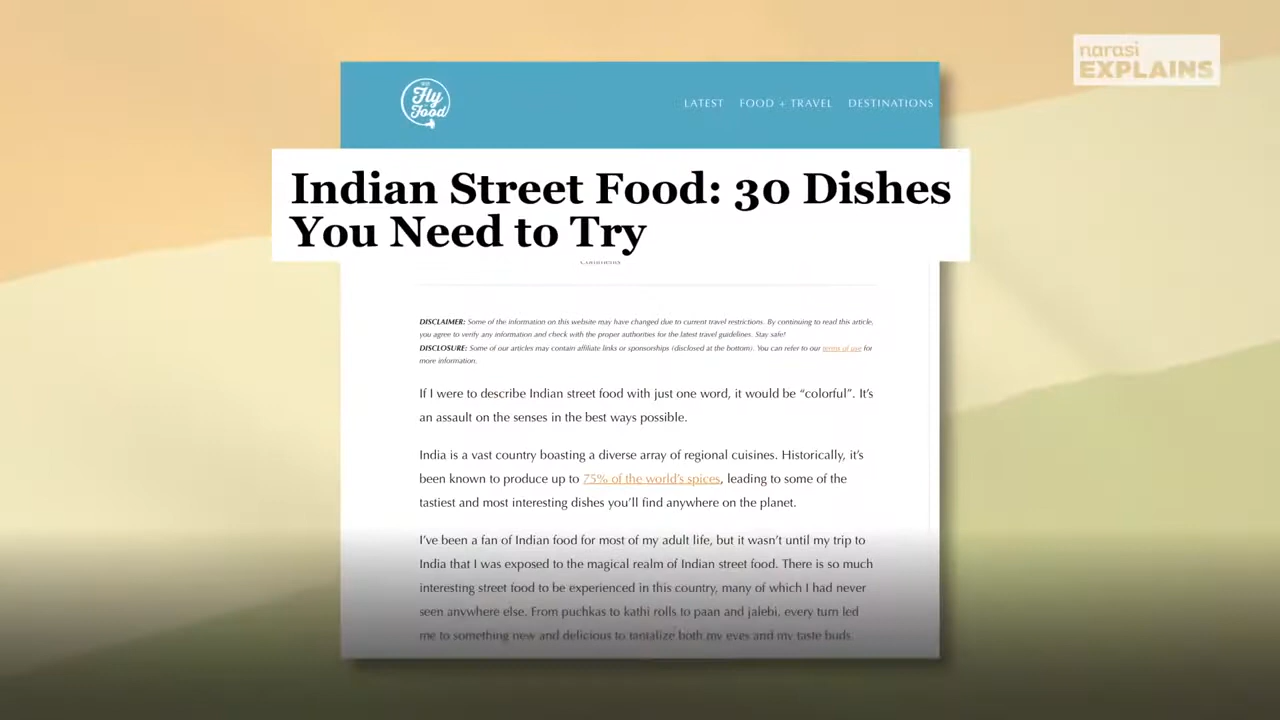 narasi
EXPLAINS
Fly
Food
LATEST FOOD + TRAVEL DESTINATIONS
Indian Street Food: 30 Dishes
You Need to Try
Comments
DISCLAIMER: Some of the information on this website may have changed due to current travel restrictions. By continuing to read this article,
you agree to verify any information and check with the proper authorities for the latest travel guidelines. Stay safe!
DISCLOSURE: Some of our articles may contain affiliate links or sponsorships (disclosed at the bottom). You can refer to our terms of use for
more information.
If I were to describe Indian street food with just one word, it would be “colorful”. It’s
an assault on the senses in the best ways possible.
India is a vast country boasting a diverse array of regional cuisines. Historically, it’s
been known to produce up to 75% of the world’s spices, leading to some of the
tastiest and most interesting dishes you’ll find anywhere on the planet.
I’ve been a fan of Indian food for most of my adult life, but it wasn’t until my trip to
India that I was exposed to the magical realm of Indian street food. There is so much
interesting street food to be experienced in this country, many of which I had never
seen anywhere else. From puchkas to kathi rolls to paan and jalebi, every turn led
me to something new and delicious to tantalize both my eyes and my taste buds.